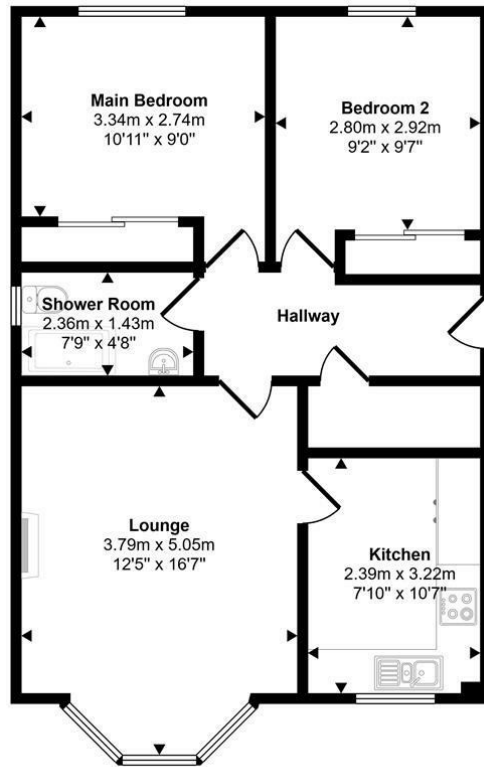 Main Bedroom
3.34m x 2.74m
10'11" x 9'0"
Bedroom 2
2.80m x 2.92m
9'2" x 9'7"
Shower Room
2.36m x 1.43m
7'9" x 4'8"
Hallway
Lounge
3.79m x 5.05m
12'5" x 16'7"
Kitchen
2.39m x 3.22m
7'10" x 10'7"